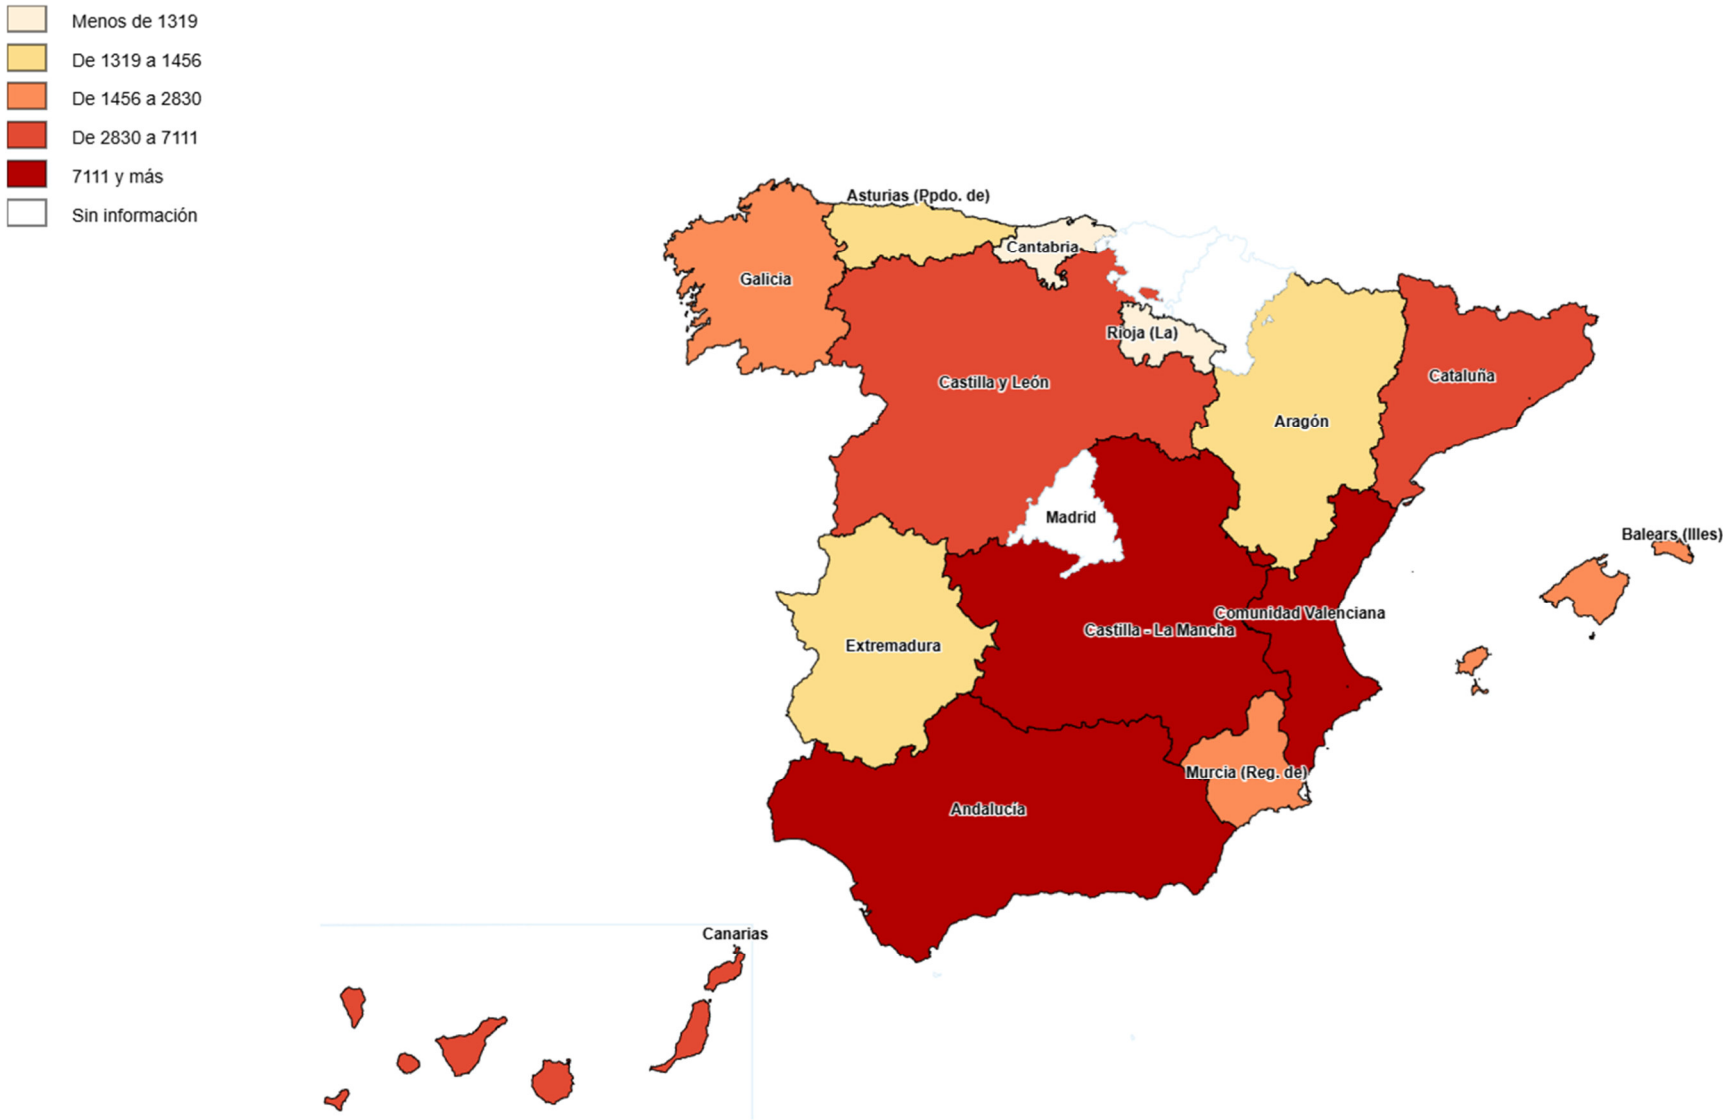 Menos de 1319
De 1319 a 1456
De 1456 a 2830
De 2830 a 7111
7111 y más
Sin información
Asturias (Ppdo. de)
Cantabria
Galicia
Rioja (La)
Castilla y León
Cataluña
Aragón
Madrid
Balears (Illes)
Comunidad Valenciana
Castilla - La Mancha
Extremadura
Murcia (Reg. de)
Andalucía
Canarias